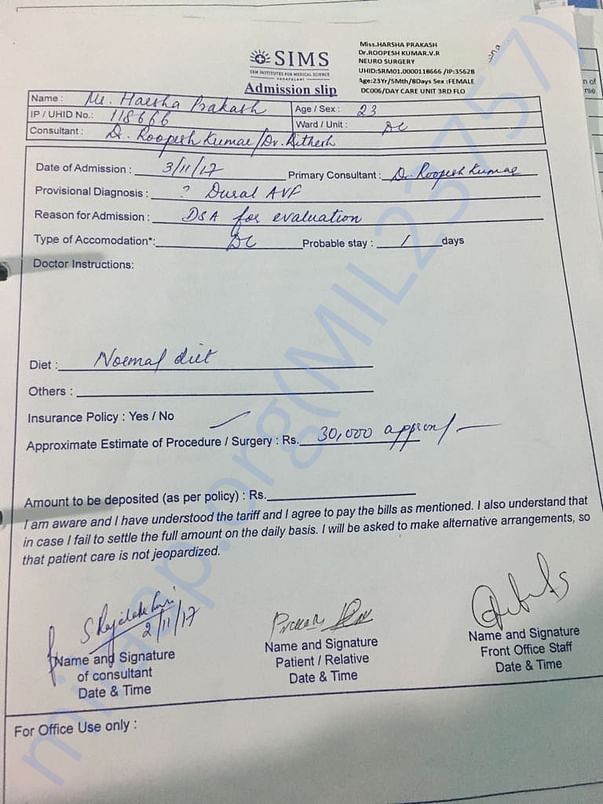 SIMS
SRM INSTITUTES FOR MEDICAL SCIENCE
VADAPALANI
Admission slip
Miss.HARSHA PRAKASH
Dr.ROOPESH KUMAR.V.R
NEURO SURGERY
UHID:SRM01.0000118666 /IP:35628
Age:23Yr/5Mth/8Days Sex :FEMALE
DC006/DAY CARE UNIT 3RD FLO
Name : Ms. Harsha Prakash Age / Sex : 23
IP / UHID No.: 118666 Ward / Unit : DC
Consultant : Dr. Roopesh Kumar/Dr. Rithesh
Date of Admission : 3/11/17 Primary Consultant : Dr. Roopesh Kumar
Provisional Diagnosis : ? Dural AVF
Reason for Admission : DSA for evaluation
Type of Accomodation*: DC Probable stay : 1 days
Doctor Instructions:
Diet : Normal diet
Others :
Insurance Policy : Yes / No
Approximate Estimate of Procedure / Surgery : Rs. 30,000 approx/-
Amount to be deposited (as per policy) : Rs.
I am aware and I have understood the tariff and I agree to pay the bills as mentioned. I also understand that
in case I fail to settle the full amount on the daily basis. I will be asked to make alternative arrangements, so
that patient care is not jeopardized.
2/11/17
Name and Signature
of consultant
Date & Time
Name and Signature
Patient / Relative
Date & Time
Name and Signature
Front Office Staff
Date & Time
For Office Use only :
milaap.org(MIL23757)